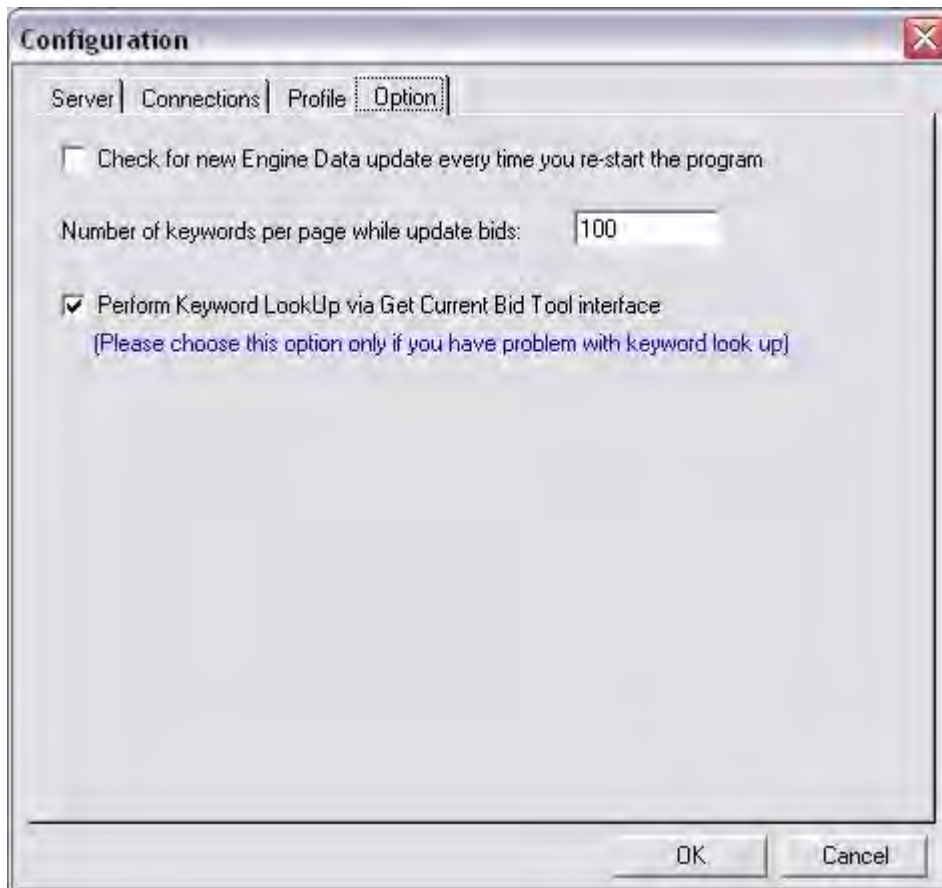 Configuration
Server Connections Profile Option
Check for new Engine Data update every time you re-start the program
Number of keywords per page while update bids: 100
Perform Keyword LookUp via Get Current Bid Tool interface
(Please choose this option only if you have problem with keyword look up)
OK Cancel